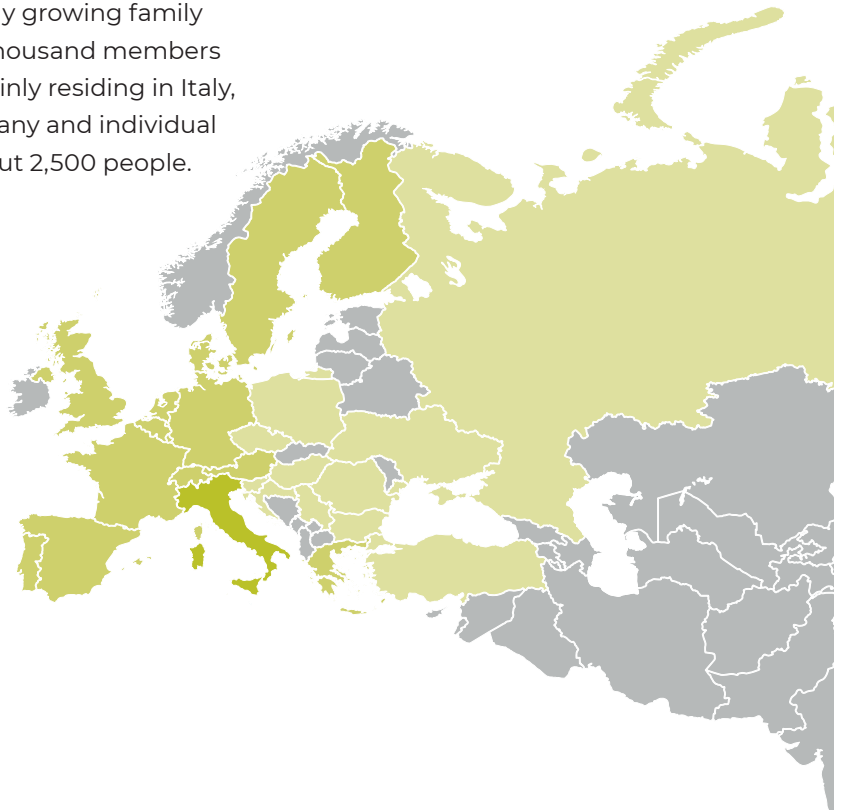 y growing family
housand members
inly residing in Italy,
any and individual
ut 2,500 people.